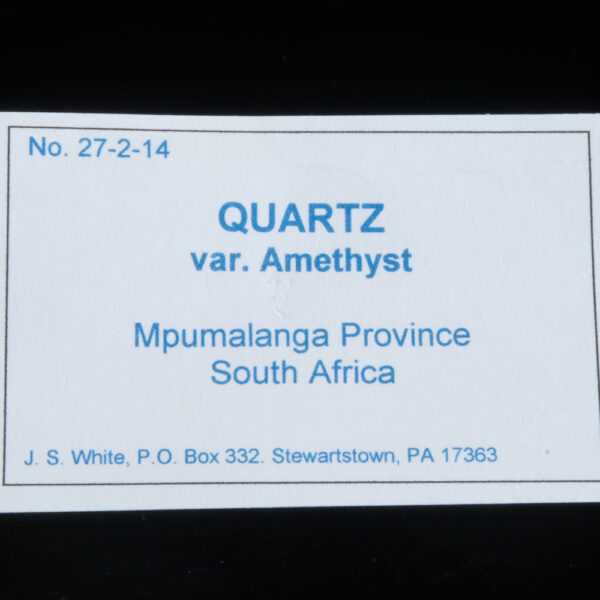 No. 27-2-14
QUARTZ
var. Amethyst
Mpumalanga Province
South Africa
J. S. White, P.O. Box 332. Stewartstown, PA 17363